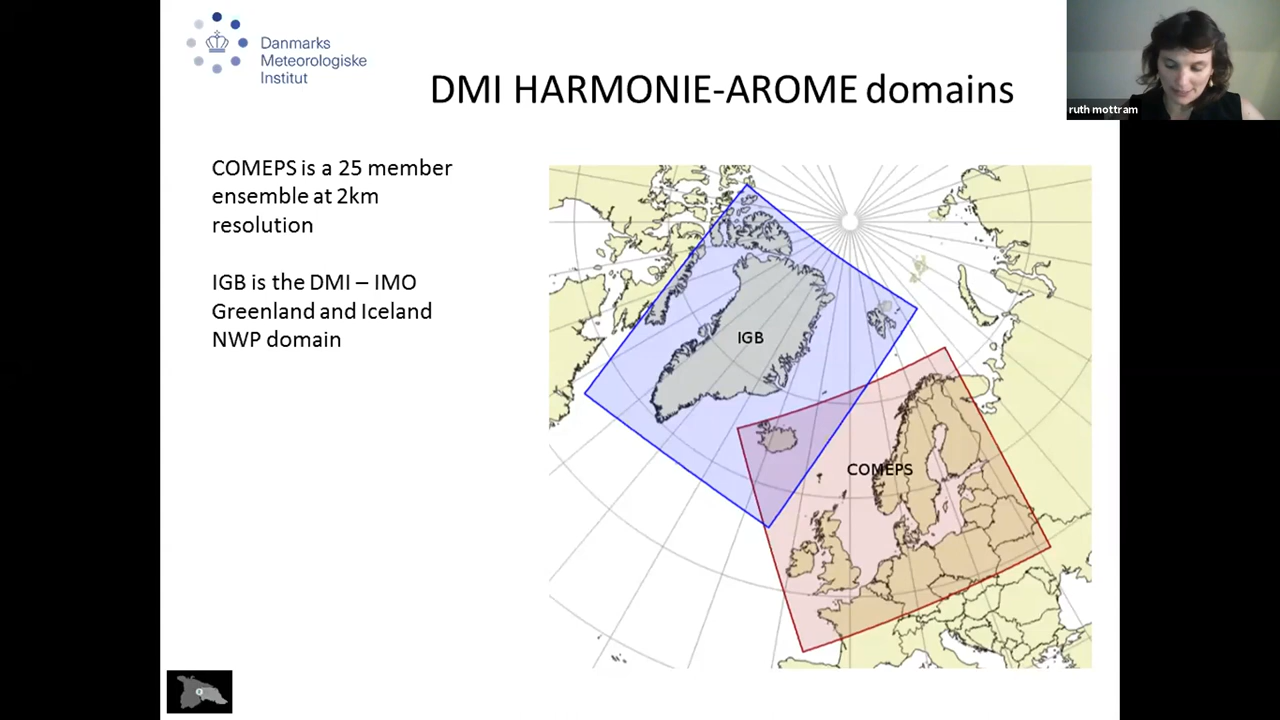 Danmarks
Meteorologiske
Institut
DMI HARMONIE-AROME domains
ruth mottram
COMEPS is a 25 member
ensemble at 2km
resolution
IGB is the DMI – IMO
Greenland and Iceland
NWP domain
IGB
COMEPS